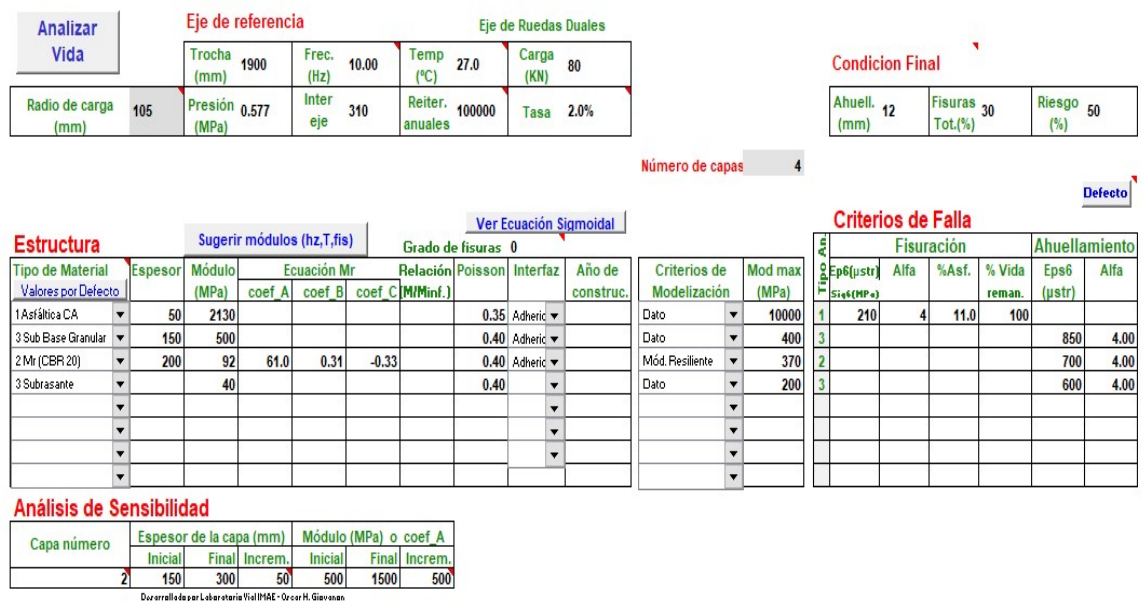 Analizar Vida
Eje de referencia
Eje de Ruedas Duales
Trocha (mm) 1900 Frec. (Hz) 10.00 Temp (ºC) 27.0 Carga (KN) 80
Radio de carga (mm) 105 Presión (MPa) 0.577 Inter eje 310 Reiter. anuales 100000 Tasa 2.0%
Condicion Final
Ahuell. (mm) 12 Fisuras Tot.(%) 30 Riesgo (%) 50
Número de capas 4
Defecto
Ver Ecuación Sigmoidal
Criterios de Falla
Estructura
Sugerir módulos (hz,T,fis)
Grado de fisuras 0
Tipo An. Fisuración Ahuellamiento
Tipo de Material Espesor Módulo Ecuación Mr Relación Poisson Interfaz Año de Criterios de Mod max Ep6(µstr) Alfa %Asf. % Vida Eps6 Alfa
Valores por Defecto (MPa) coef_A coef_B coef_C (M/Minf.) construc. Modelización (MPa) Sig6(MPa) reman. (µstr)
1 Asfáltica CA 50 2130 0.35 Adheric Dato 10000 1 210 4 11.0 100
3 Sub Base Granular 150 500 0.40 Adheric Dato 400 3 850 4.00
2 Mr (CBR 20) 200 92 61.0 0.31 -0.33 0.40 Adheric Mód. Resiliente 370 2 700 4.00
3 Subrasante 40 0.40 Dato 200 3 600 4.00
Análisis de Sensibilidad
Capa número Espesor de la capa (mm) Módulo (MPa) o coef_A
Inicial Final Increm. Inicial Final Increm.
2 150 300 50 500 1500 500
Desarrollado por Laboratorio Vial IMAE - Oscar H. Giovanon